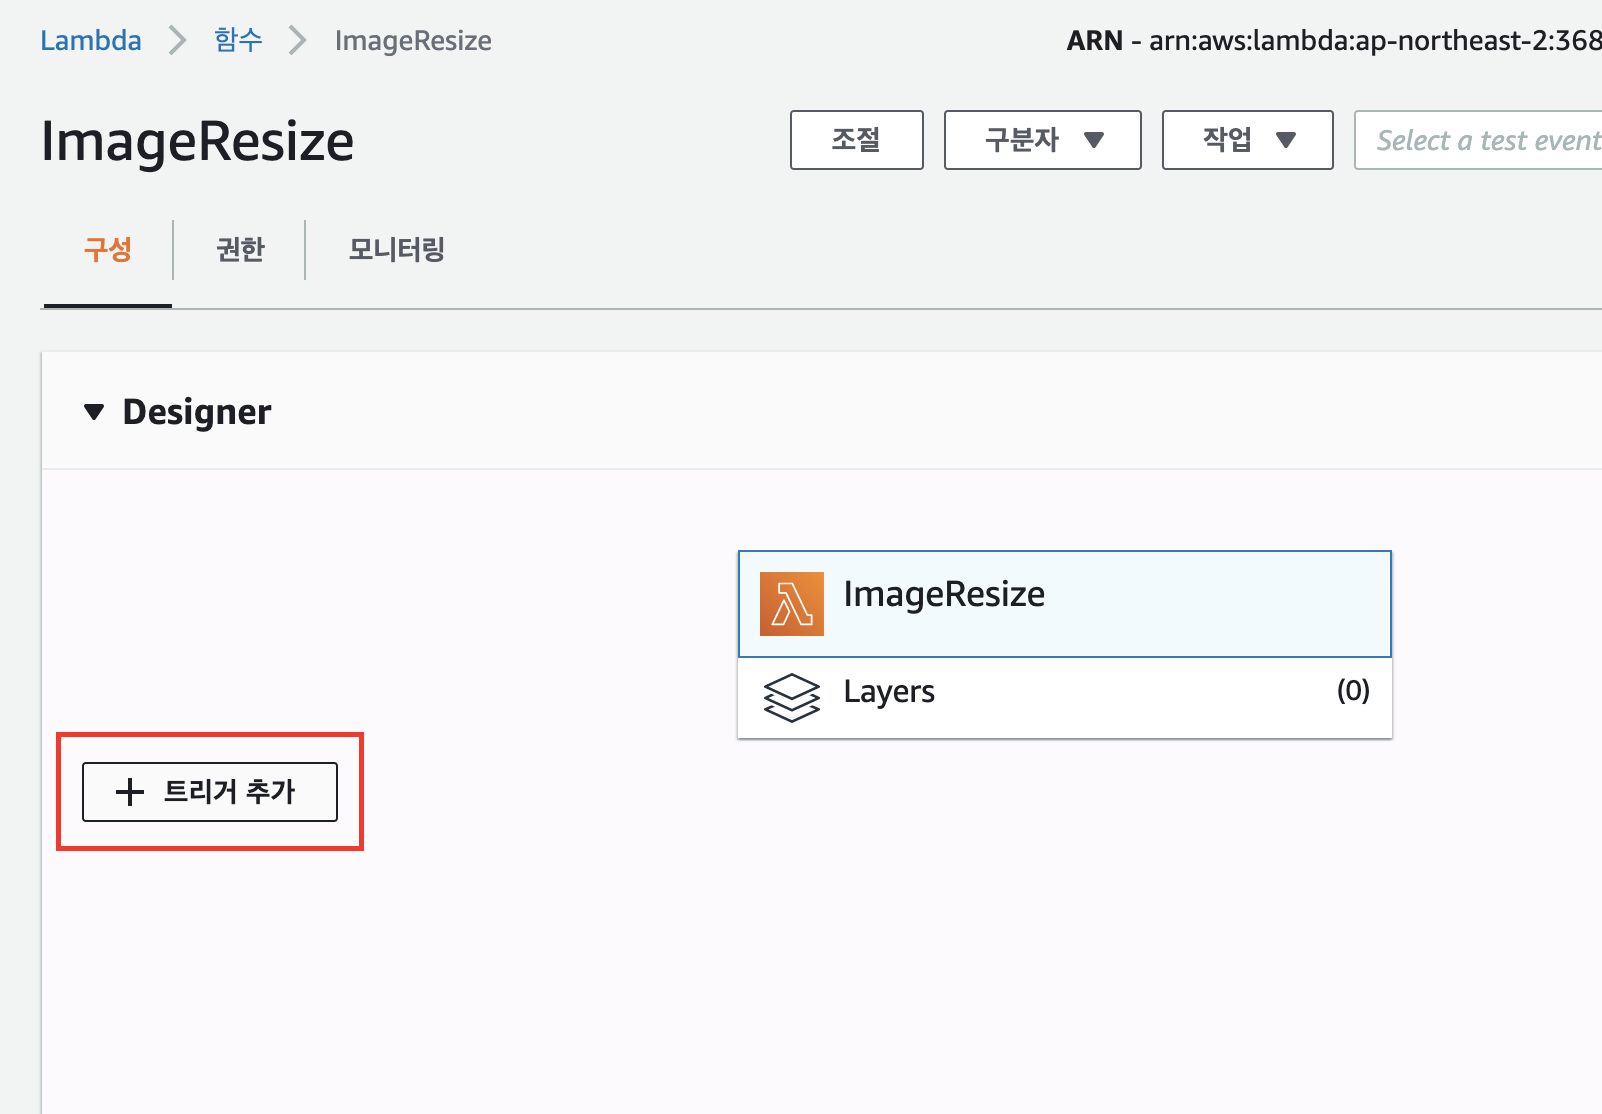 Lambda 함수 ImageResize
ARN - arn:aws:lambda:ap-northeast-2:368
ImageResize
조절 구분자 작업 Select a test event
구성 권한 모니터링
Designer
ImageResize
Layers (0)
트리거 추가